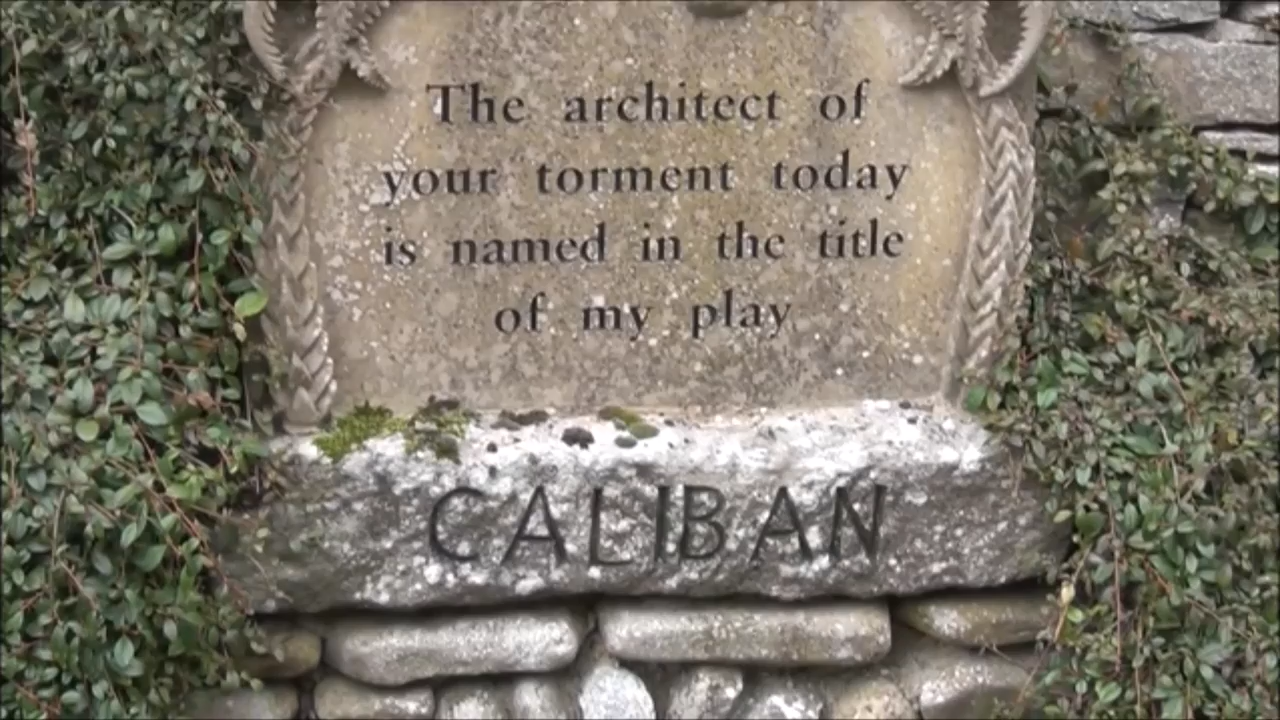 The architect of
your torment today
is named in the title
of my play
CALIBAN